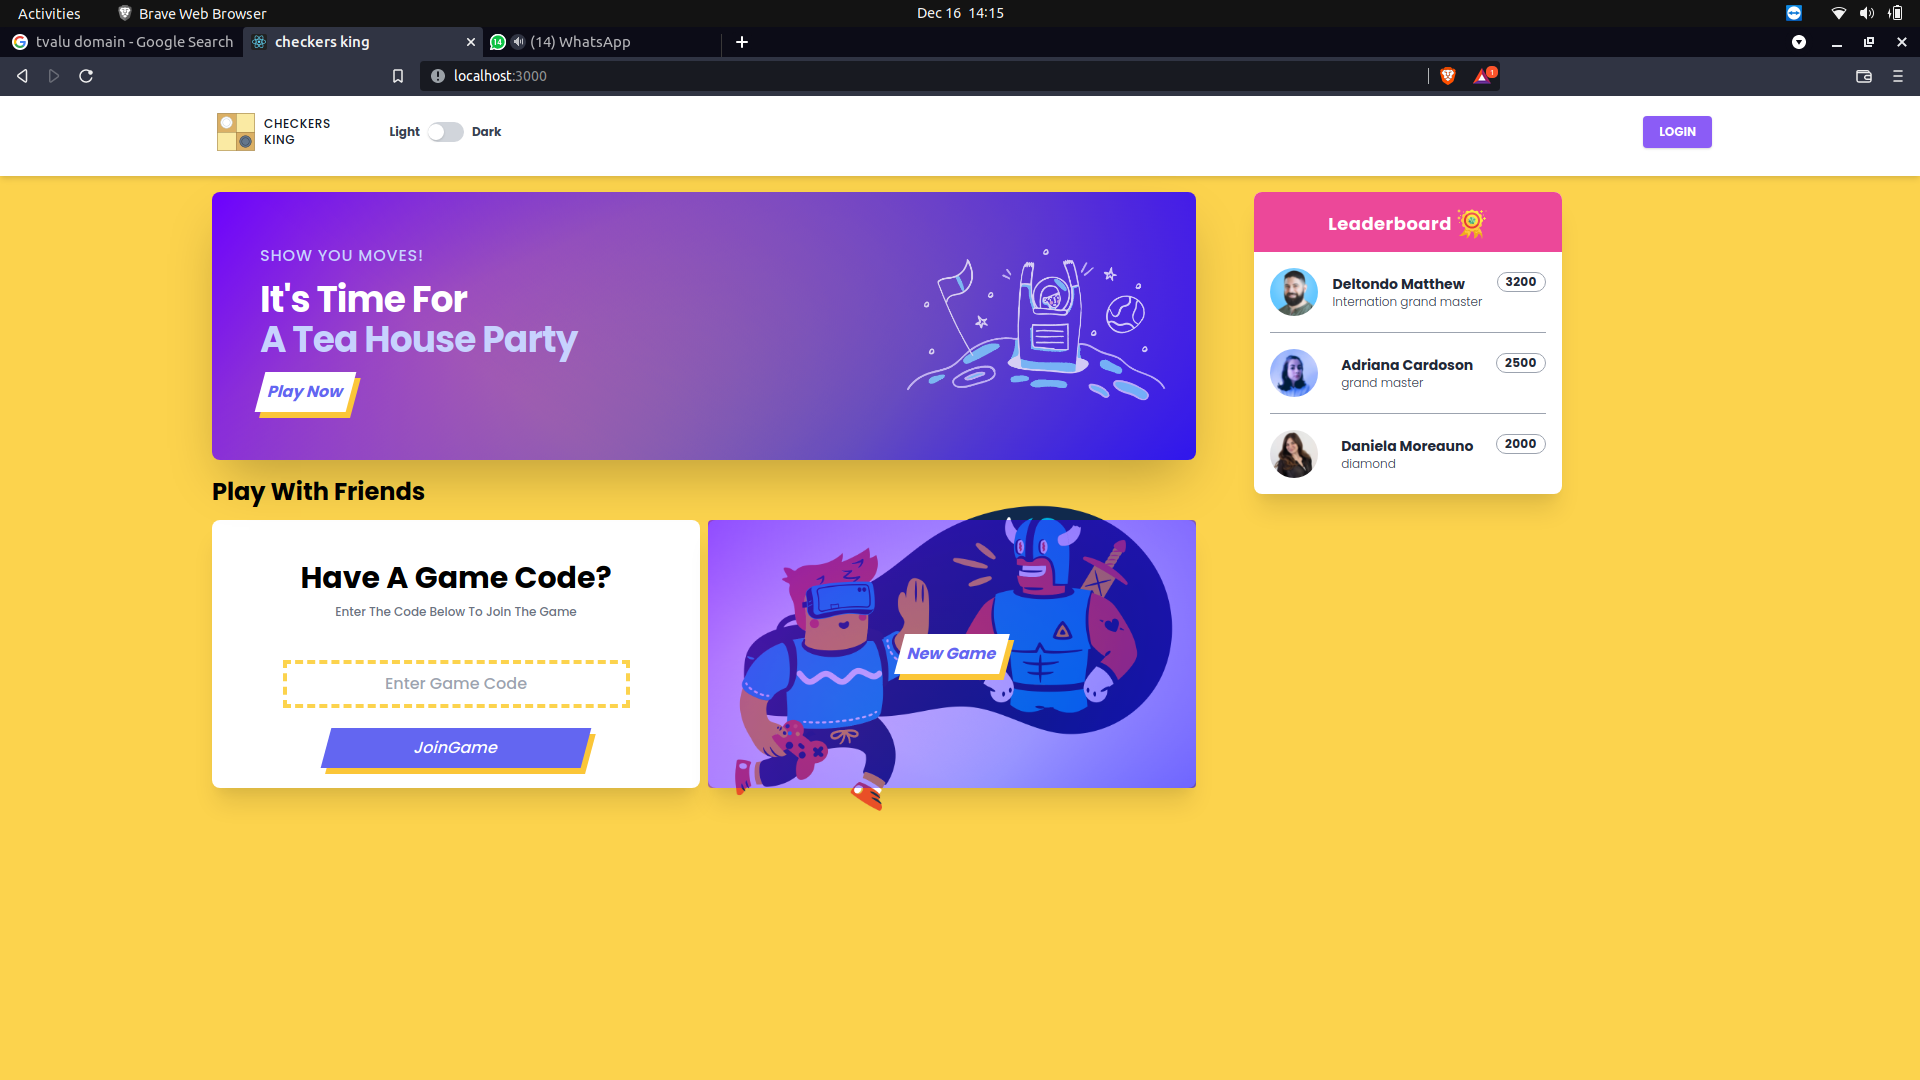 Activities
Brave Web Browser
Dec 16 14:15
tvalu domain - Google Search
checkers king
14
(14) WhatsApp
localhost:3000
1
CHECKERS
KING
Light
Dark
LOGIN
SHOW YOU MOVES!
It's Time For
A Tea House Party
Play Now
Leaderboard
Deltondo Matthew
3200
Internation grand master
Adriana Cardoson
2500
grand master
Daniela Moreauno
2000
diamond
Play With Friends
Have A Game Code?
Enter The Code Below To Join The Game
Enter Game Code
JoinGame
New Game